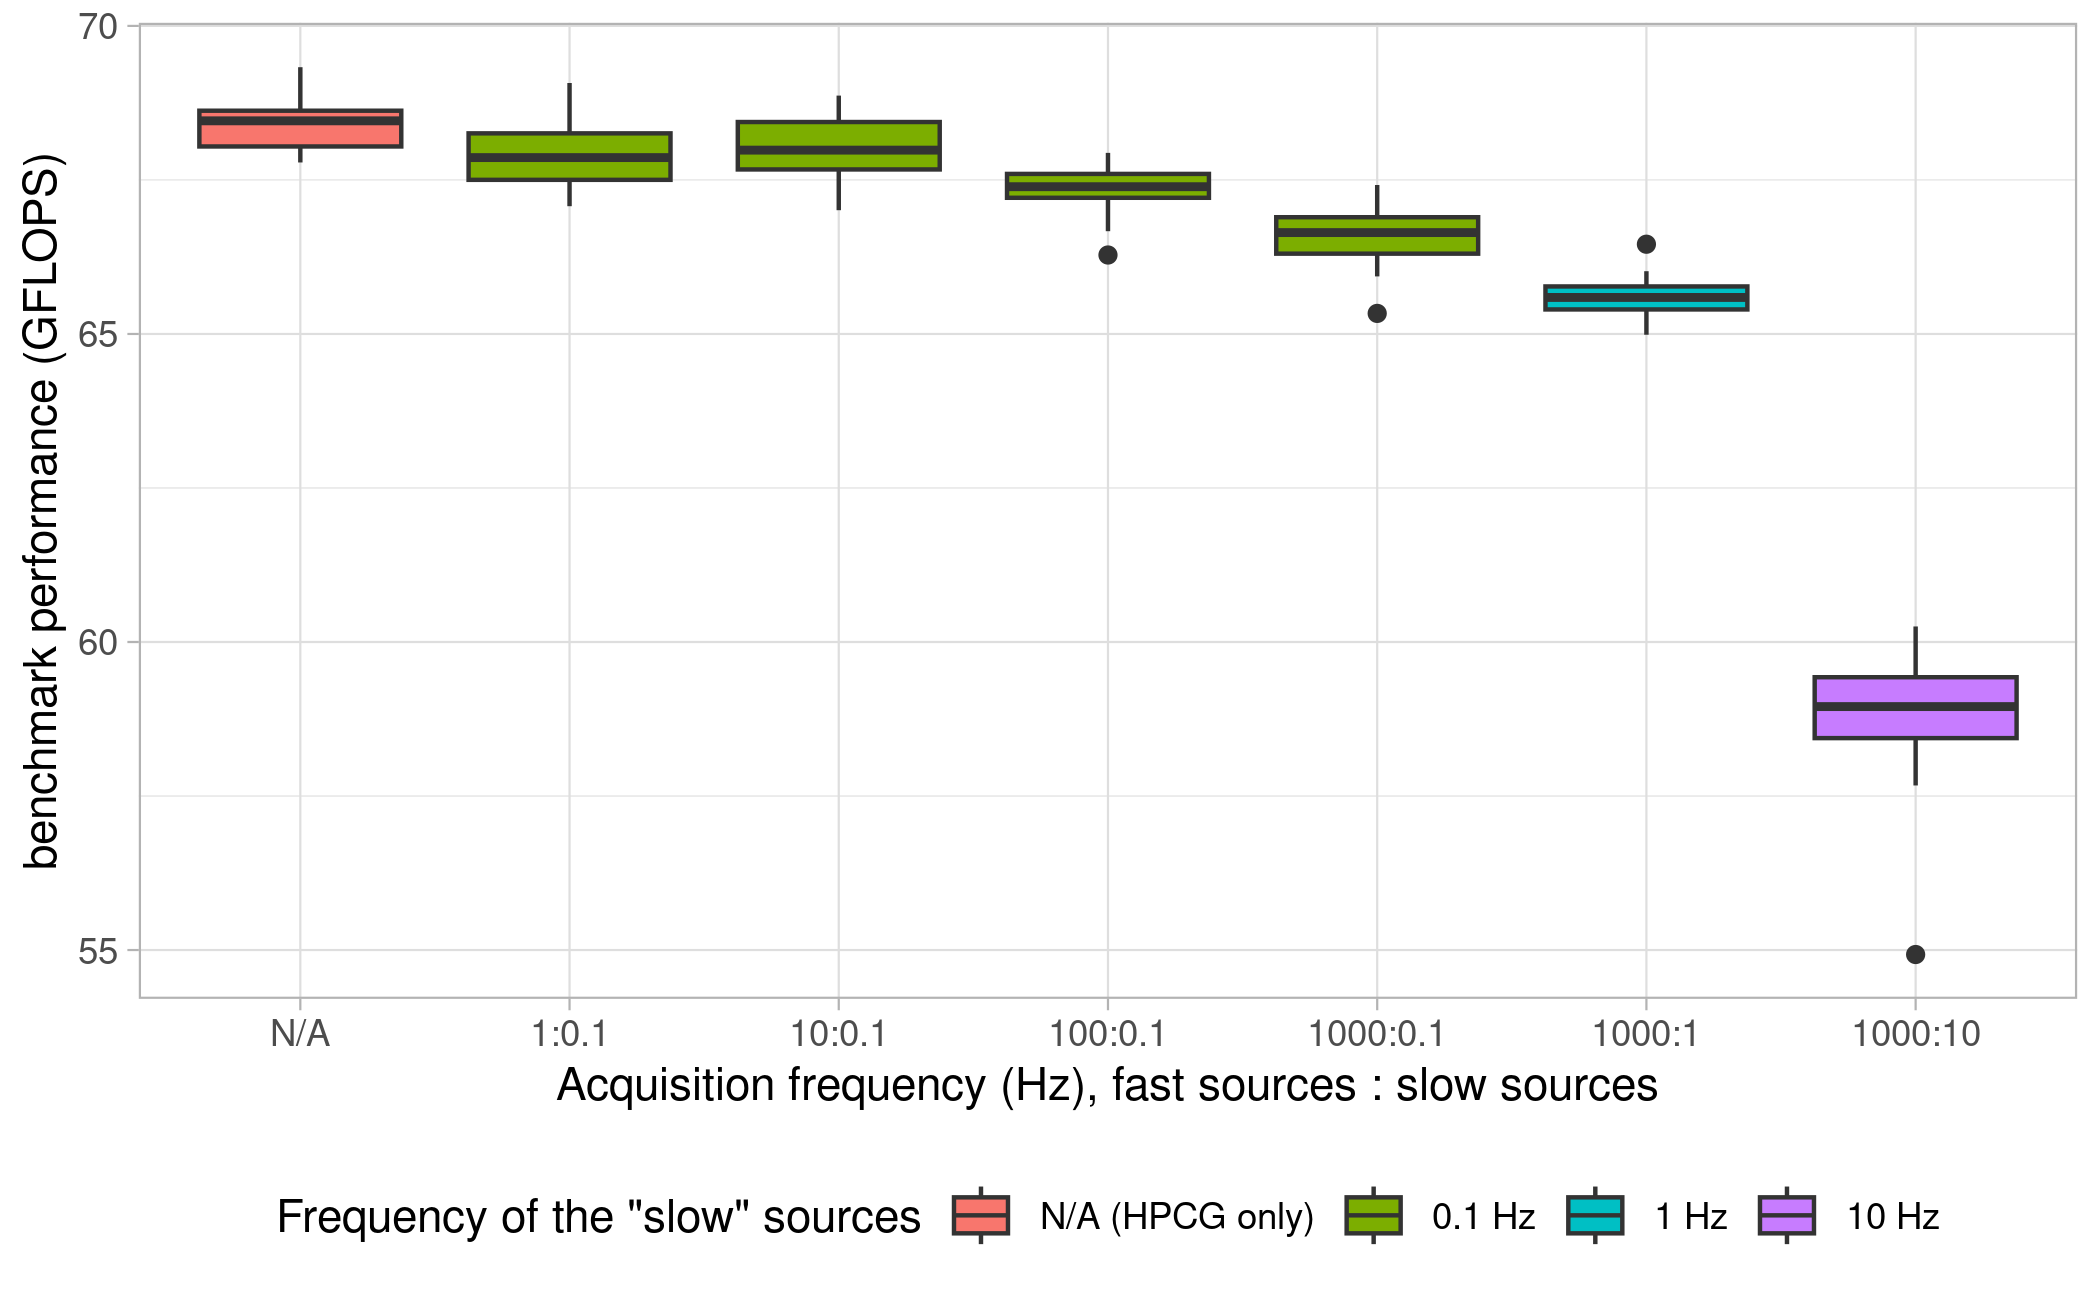 benchmark performance (GFLOPS)
70
65
60
55
N/A
1:0.1
10:0.1
100:0.1
1000:0.1
1000:1
1000:10
Acquisition frequency (Hz), fast sources : slow sources
Frequency of the "slow" sources
N/A (HPCG only)
0.1 Hz
1 Hz
10 Hz